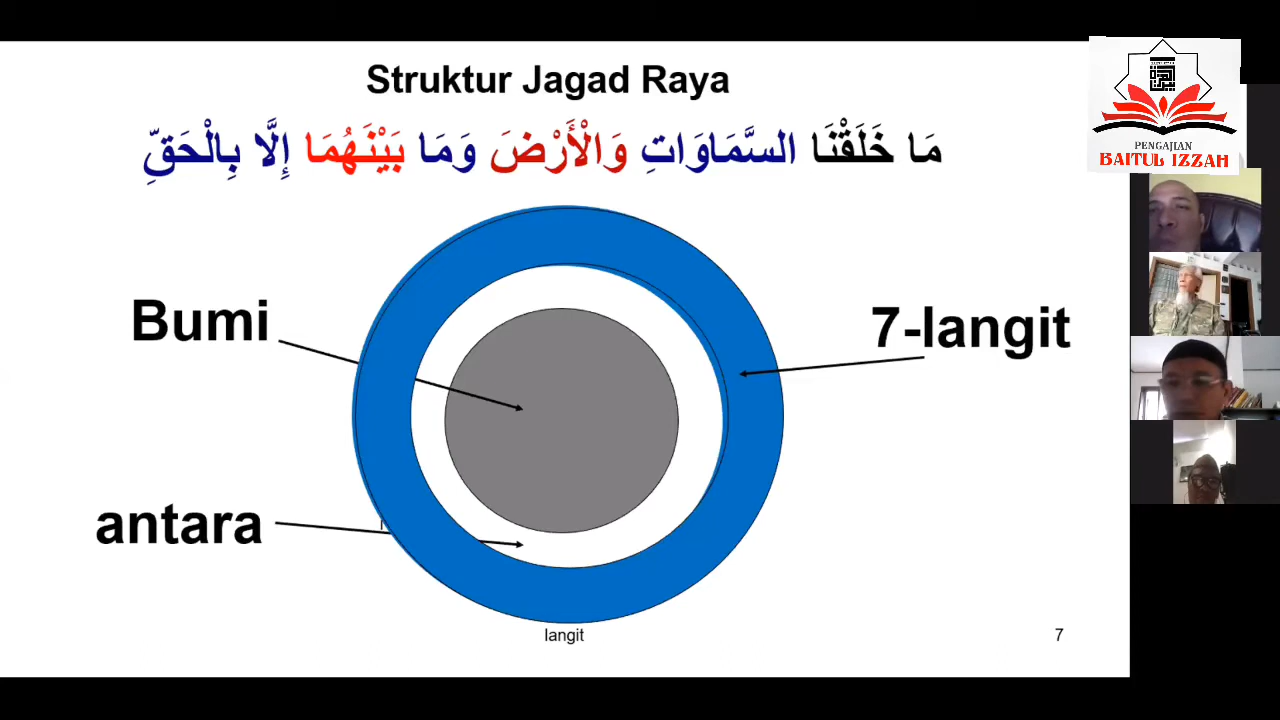 Struktur Jagad Raya
مَا خَلَقْنَا السَّمَاوَاتِ وَالْأَرْضَ وَمَا بَيْنَهُمَا إِلَّا بِالْحَقِّ
PENGAJIAN
BAITUL IZZAH
Bumi
7-langit
antara
langit
7